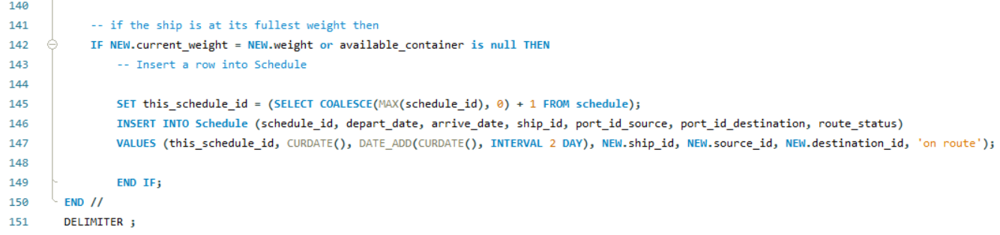 140
141 -- if the ship is at its fullest weight then
142 IF NEW.current_weight = NEW.weight or available_container is null THEN
143 -- Insert a row into Schedule
144
145 SET this_schedule_id = (SELECT COALESCE(MAX(schedule_id), 0) + 1 FROM schedule);
146 INSERT INTO Schedule (schedule_id, depart_date, arrive_date, ship_id, port_id_source, port_id_destination, route_status)
147 VALUES (this_schedule_id, CURDATE(), DATE_ADD(CURDATE(), INTERVAL 2 DAY), NEW.ship_id, NEW.source_id, NEW.destination_id, 'on route');
148
149 END IF;
150 END //
151 DELIMITER ;